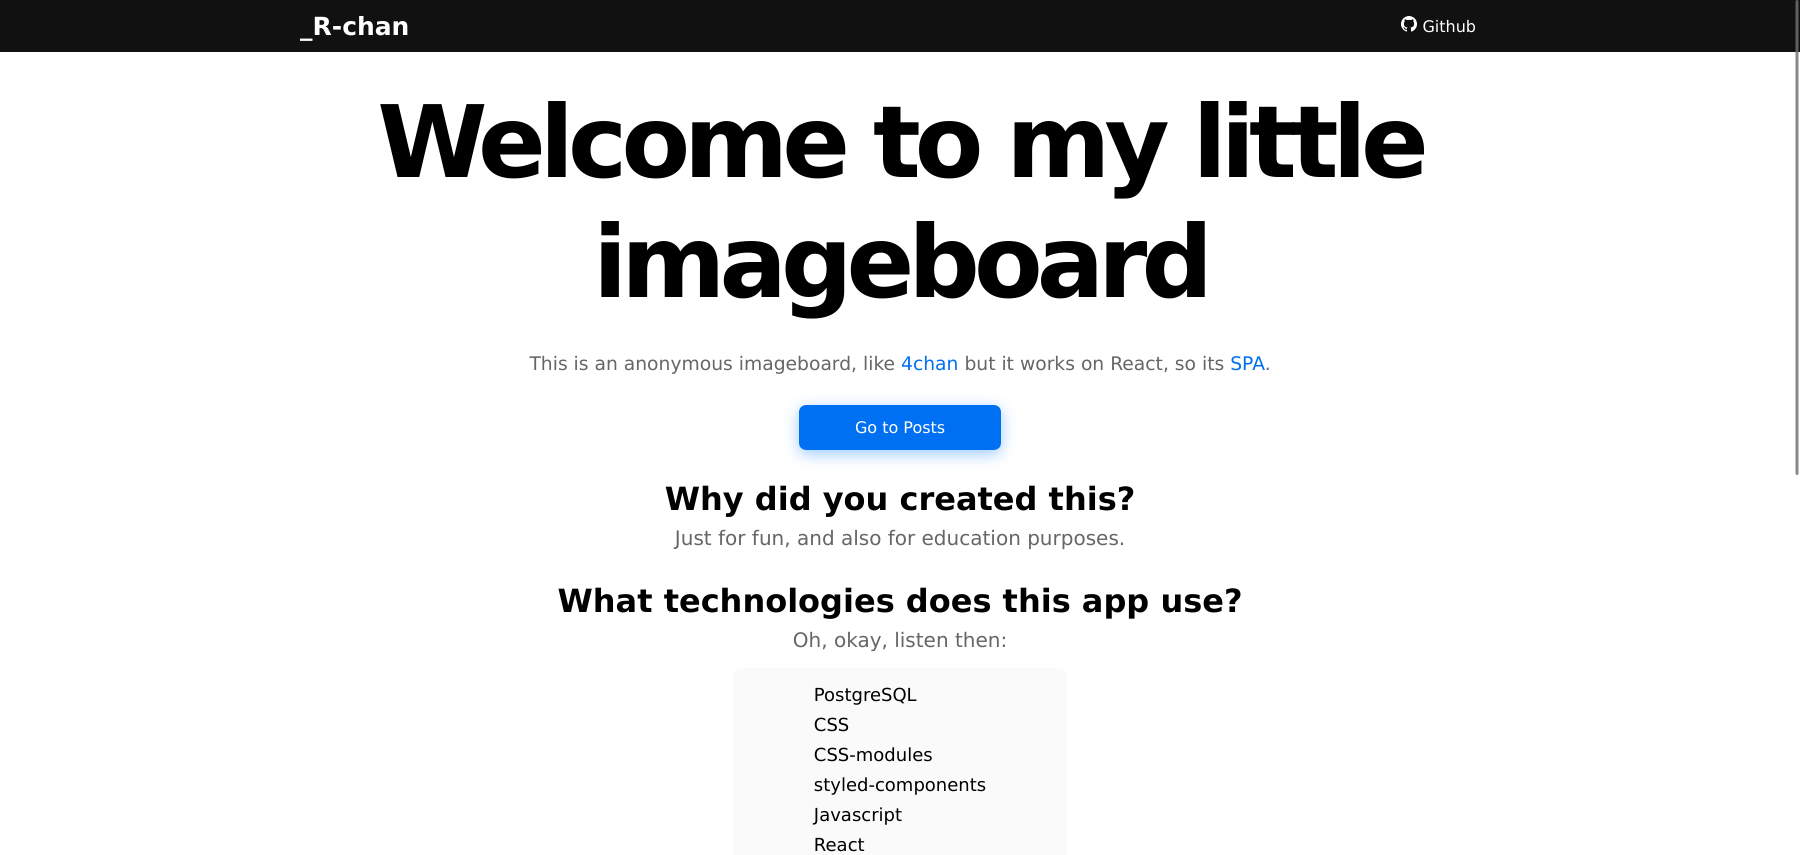 _R-chan
Github
Welcome to my little
imageboard
This is an anonymous imageboard, like 4chan but it works on React, so its SPA.
Go to Posts
Why did you created this?
Just for fun, and also for education purposes.
What technologies does this app use?
Oh, okay, listen then:
PostgreSQL
CSS
CSS-modules
styled-components
Javascript
React